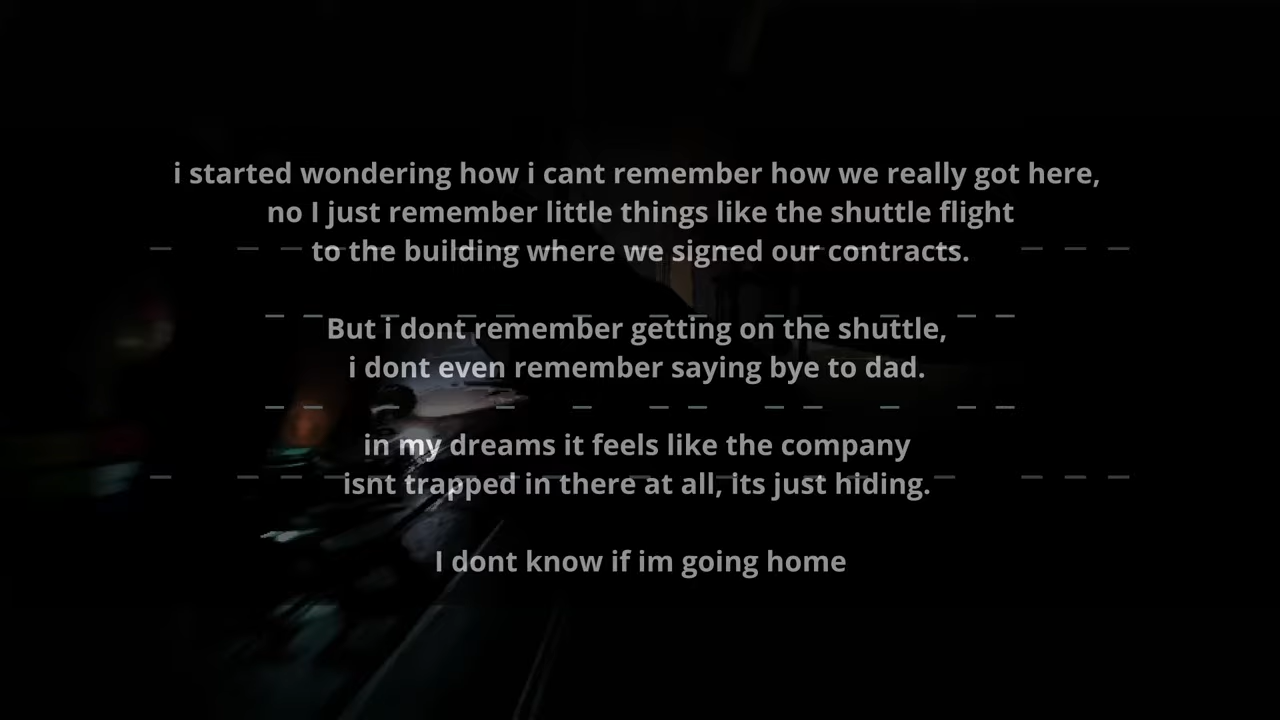 i started wondering how i cant remember how we really got here,
no I just remember little things like the shuttle flight
to the building where we signed our contracts.
But i dont remember getting on the shuttle,
i dont even remember saying bye to dad.
in my dreams it feels like the company
isnt trapped in there at all, its just hiding.
I dont know if im going home